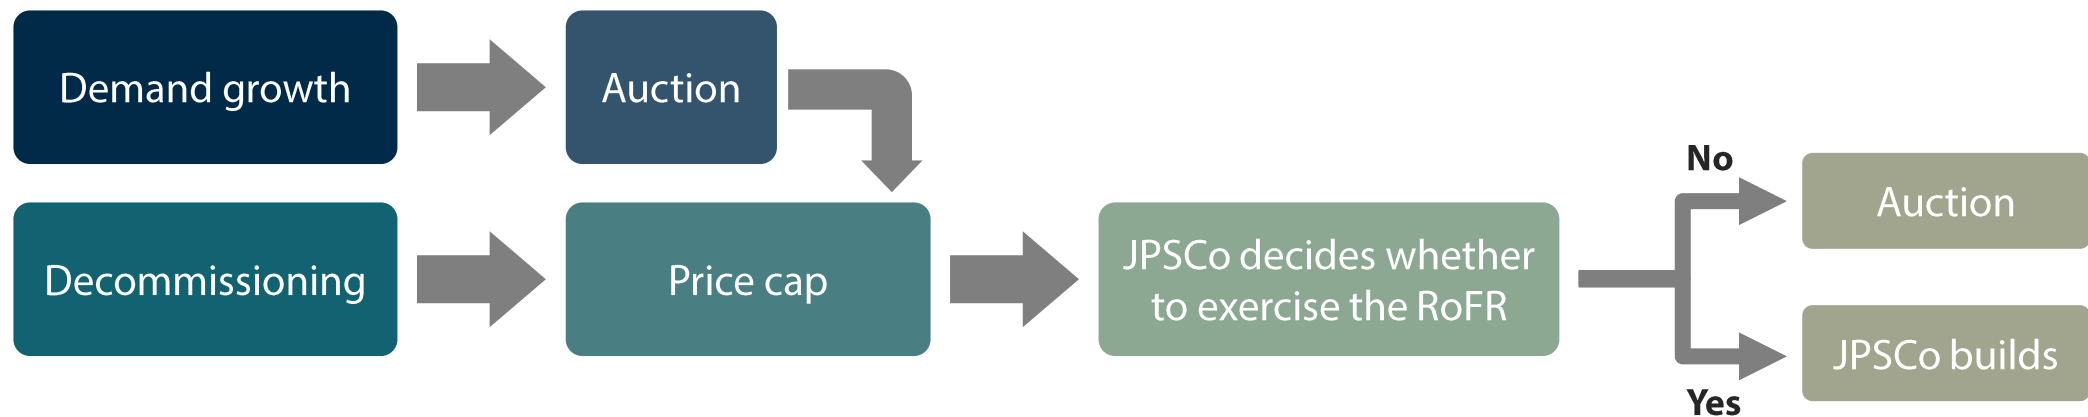 Demand growth
Auction
Decommissioning
Price cap
JPSCo decides whether
to exercise the RoFR
No
Auction
Yes
JPSCo builds